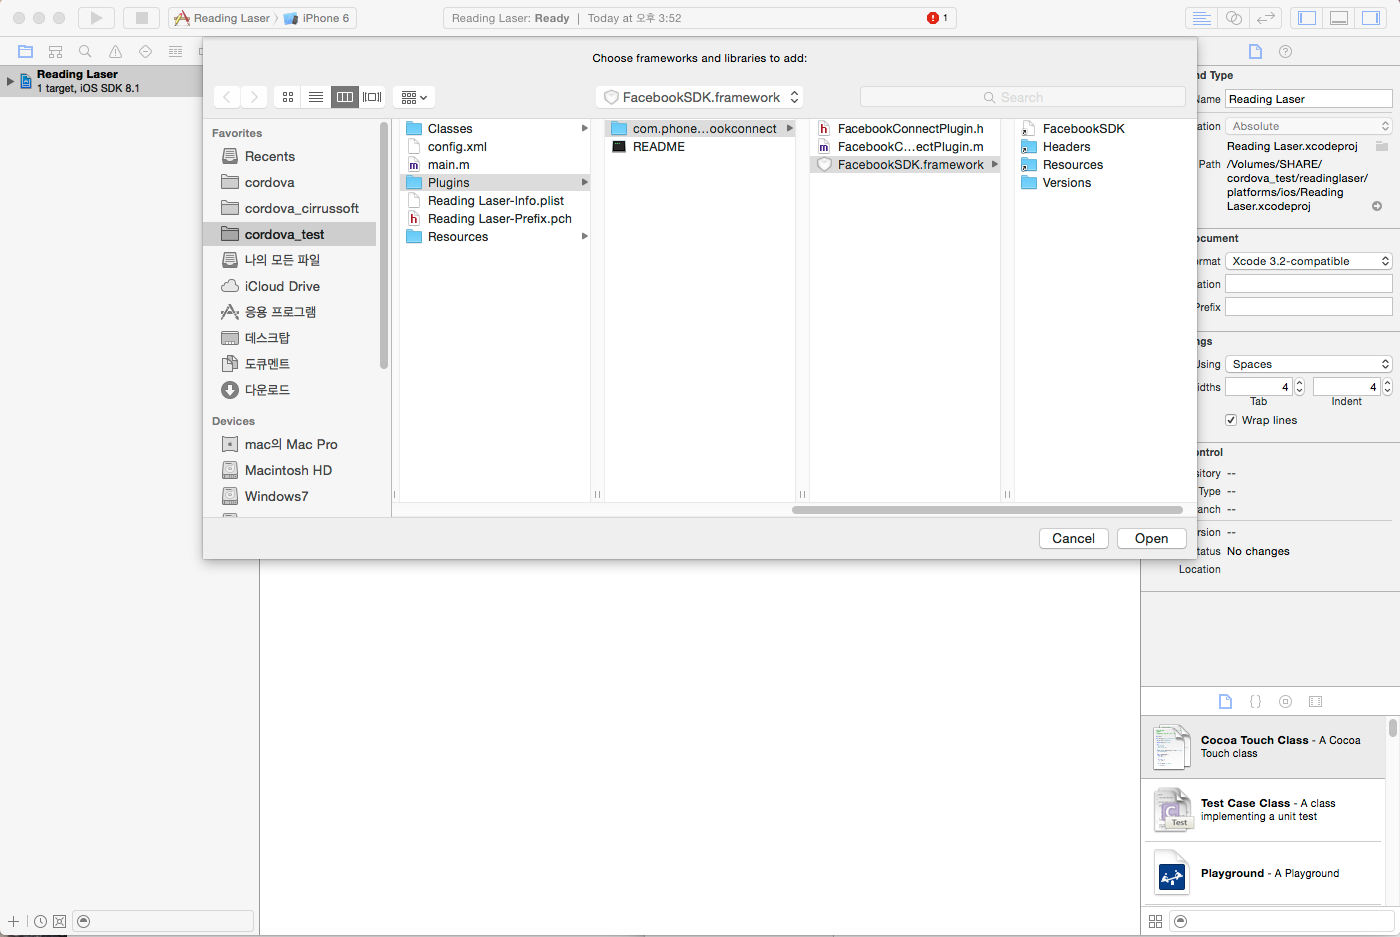 Reading Laser
iPhone 6
Reading Laser: Ready | Today at 오후 3:52
1
Reading Laser
1 target, iOS SDK 8.1
Choose frameworks and libraries to add:
FacebookSDK.framework
Search
Favorites
Recents
cordova
cordova_cirrussoft
cordova_test
나의 모든 파일
iCloud Drive
응용 프로그램
데스크탑
도큐멘트
다운로드
Devices
mac의 Mac Pro
Macintosh HD
Windows7
Classes
config.xml
main.m
Plugins
Reading Laser-Info.plist
Reading Laser-Prefix.pch
Resources
com.phone...ookconnect
README
FacebookConnectPlugin.h
FacebookC...ectPlugin.m
FacebookSDK.framework
FacebookSDK
Headers
Resources
Versions
Cancel
Open
nd Type
Name Reading Laser
ation Absolute
Reading Laser.xcodeproj
Path /Volumes/SHARE/
cordova_test/readinglaser/
platforms/ios/Reading
Laser.xcodeproj
ocument
ormat Xcode 3.2-compatible
ation
Prefix
ngs
Using Spaces
idths 4 4
Tab Indent
Wrap lines
ontrol
sitory --
Type --
anch --
rsion --
tatus No changes
Location
Cocoa Touch Class - A Cocoa
Touch class
Test
Test Case Class - A class
implementing a unit test
Playground - A Playground